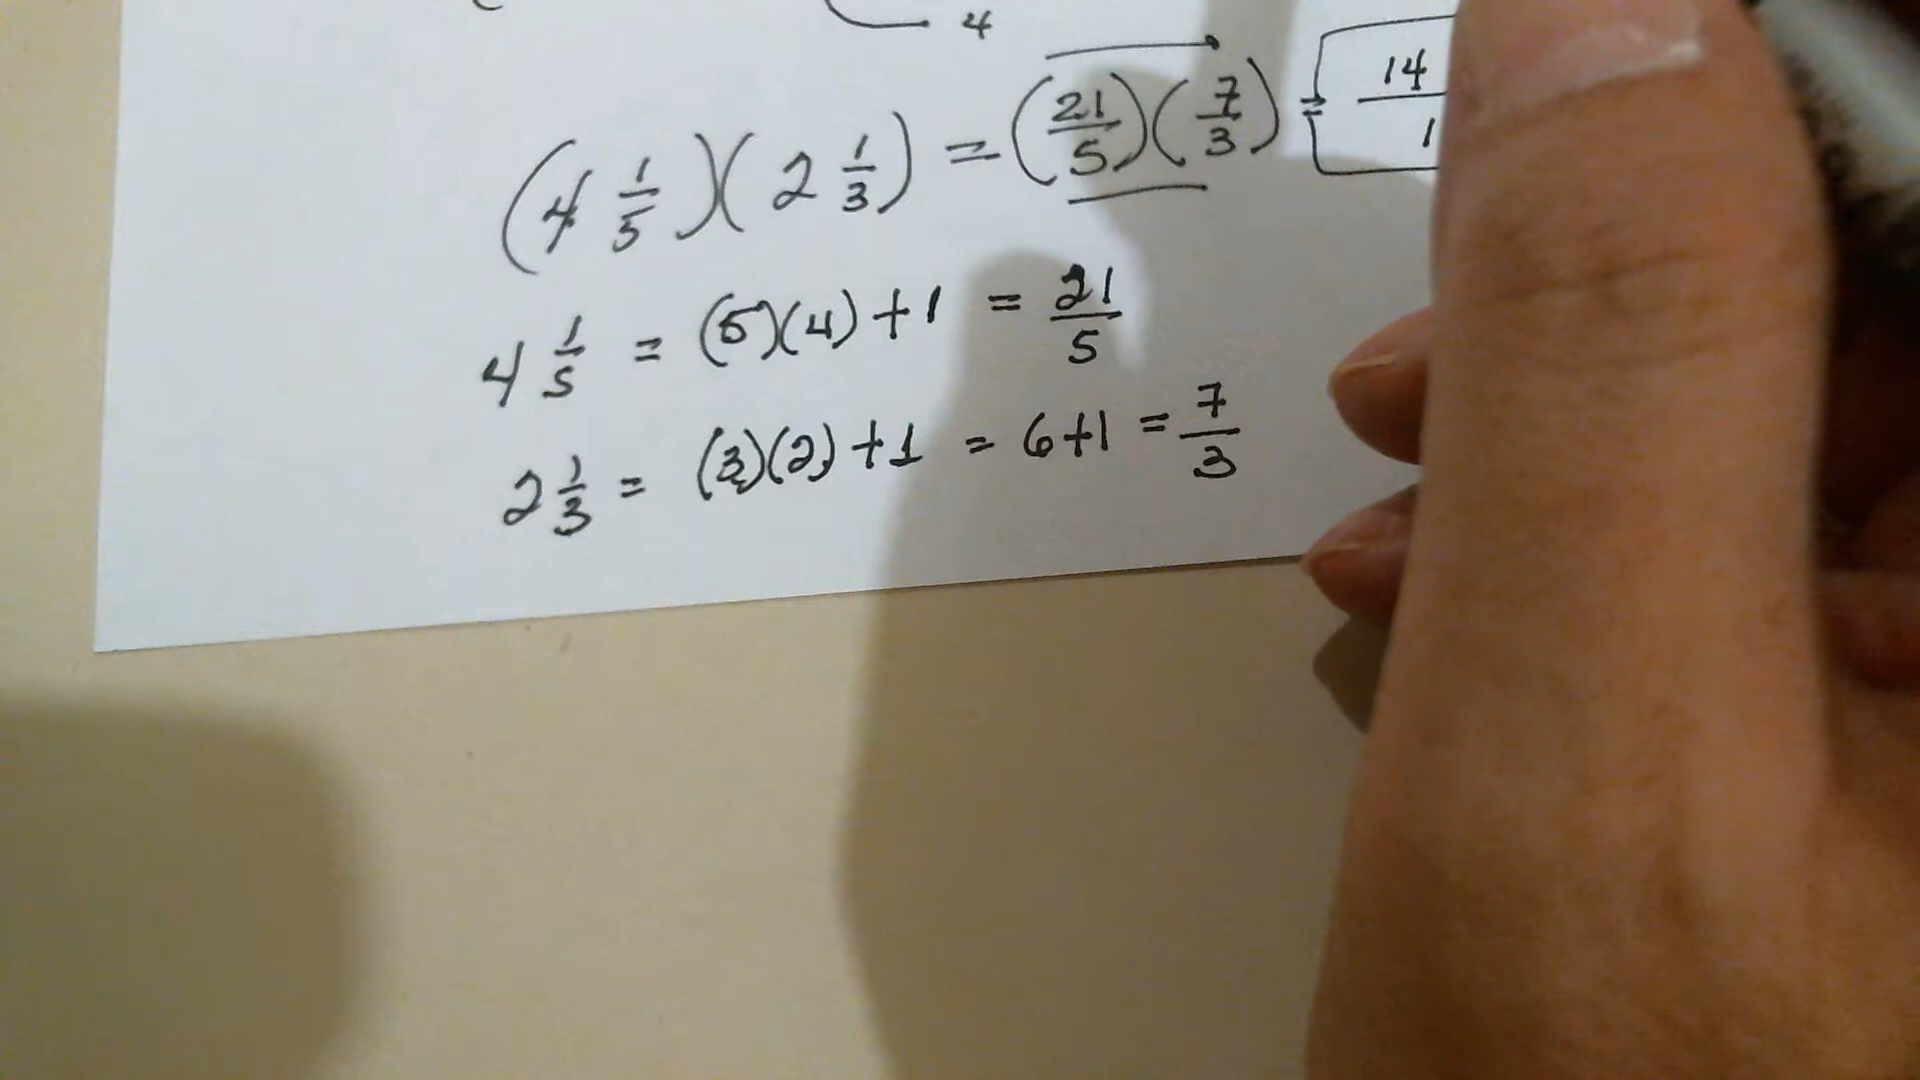 4
(4 1/5)(2 1/3) = (21/5)(7/3) = 14/1
4 1/5 = (5)(4)+1 = 21/5
2 1/3 = (3)(2)+1 = 6+1 = 7/3